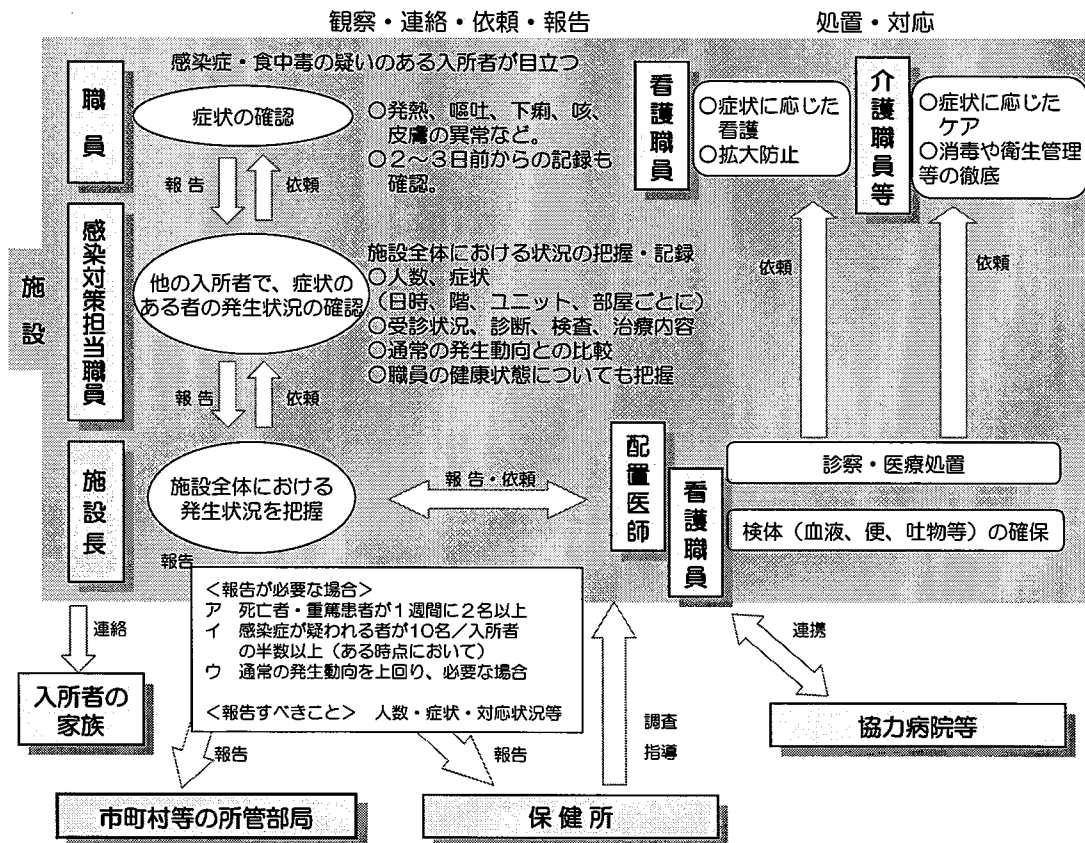 観察・連絡・依頼・報告
処置・対応
感染症・食中毒の疑いのある入所者が目立つ
施設
職員
症状の確認
○発熱、嘔吐、下痢、咳、
皮膚の異常など。
○２～３日前からの記録も
確認。
報告
依頼
感染対策担当職員
他の入所者で、症状の
ある者の発生状況の確認
施設全体における状況の把握・記録
○人数、症状
（日時、階、ユニット、部屋ごとに）
○受診状況、診断、検査、治療内容
○通常の発生動向との比較
○職員の健康状態についても把握
報告
依頼
施設長
施設全体における
発生状況を把握
報告・依頼
看護職員
○症状に応じた
看護
○拡大防止
介護職員等
○症状に応じた
ケア
○消毒や衛生管理
等の徹底
依頼
依頼
配置医師
看護職員
診察・医療処置
検体（血液、便、吐物等）の確保
報告
＜報告が必要な場合＞
ア　死亡者・重篤患者が１週間に２名以上
イ　感染症が疑われる者が10名／入所者
の半数以上（ある時点において）
ウ　通常の発生動向を上回り、必要な場合
＜報告すべきこと＞　人数・症状・対応状況等
連絡
入所者の
家族
報告
報告
調査
指導
連携
協力病院等
市町村等の所管部局
保健所